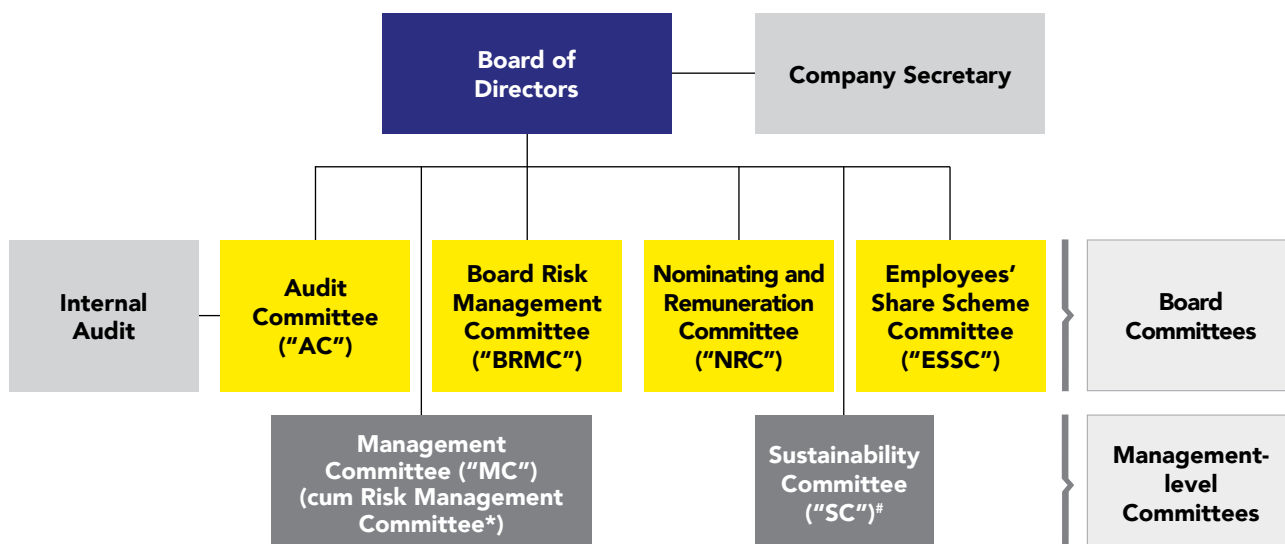 Board of
Directors
Company Secretary
Internal
Audit
Audit
Committee
(“AC”)
Board Risk
Management
Committee
(“BRMC”)
Nominating and
Remuneration
Committee
(“NRC”)
Employees’
Share Scheme
Committee
(“ESSC”)
Board
Committees
Management
Committee (“MC”)
(cum Risk Management
Committee*)
Sustainability
Committee
(“SC”)#
Management-
level
Committees